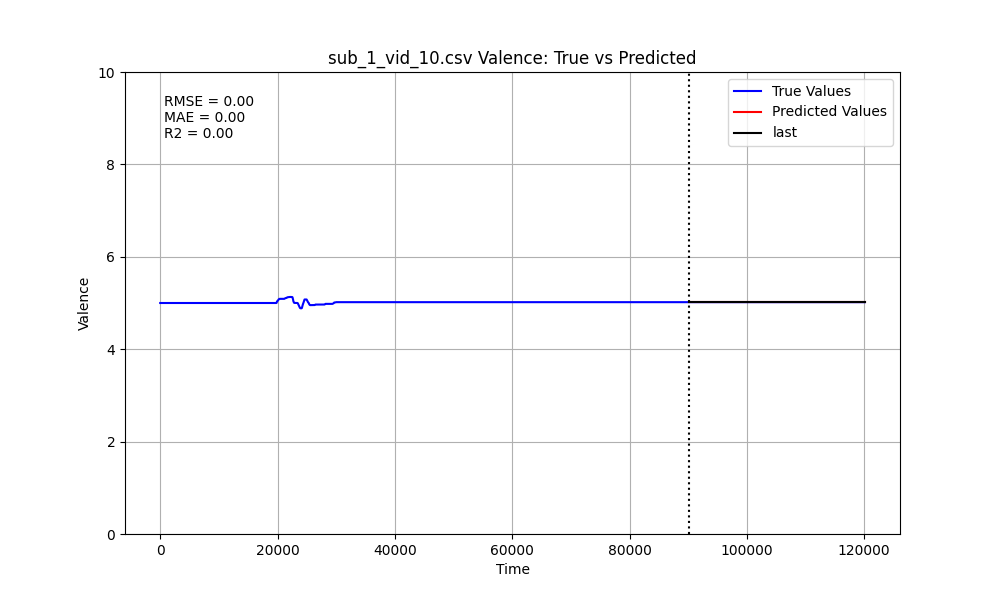 sub_1_vid_10.csv Valence: True vs Predicted
RMSE = 0.00
MAE = 0.00
R2 = 0.00
True Values
Predicted Values
last
10
8
6
4
2
0
Valence
0
20000
40000
60000
80000
100000
120000
Time